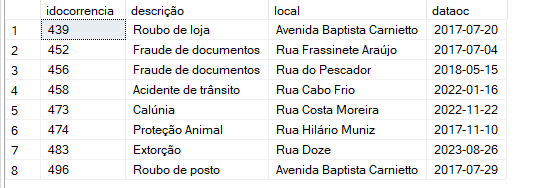 idocorrencia descrição local dataoc
1 439 Roubo de loja Avenida Baptista Carnietto 2017-07-20
2 452 Fraude de documentos Rua Frassinete Araújo 2017-07-04
3 456 Fraude de documentos Rua do Pescador 2018-05-15
4 458 Acidente de trânsito Rua Cabo Frio 2022-01-16
5 473 Calúnia Rua Costa Moreira 2022-11-22
6 474 Proteção Animal Rua Hilário Muniz 2017-11-10
7 483 Extorção Rua Doze 2023-08-26
8 496 Roubo de posto Avenida Baptista Carnietto 2017-07-29